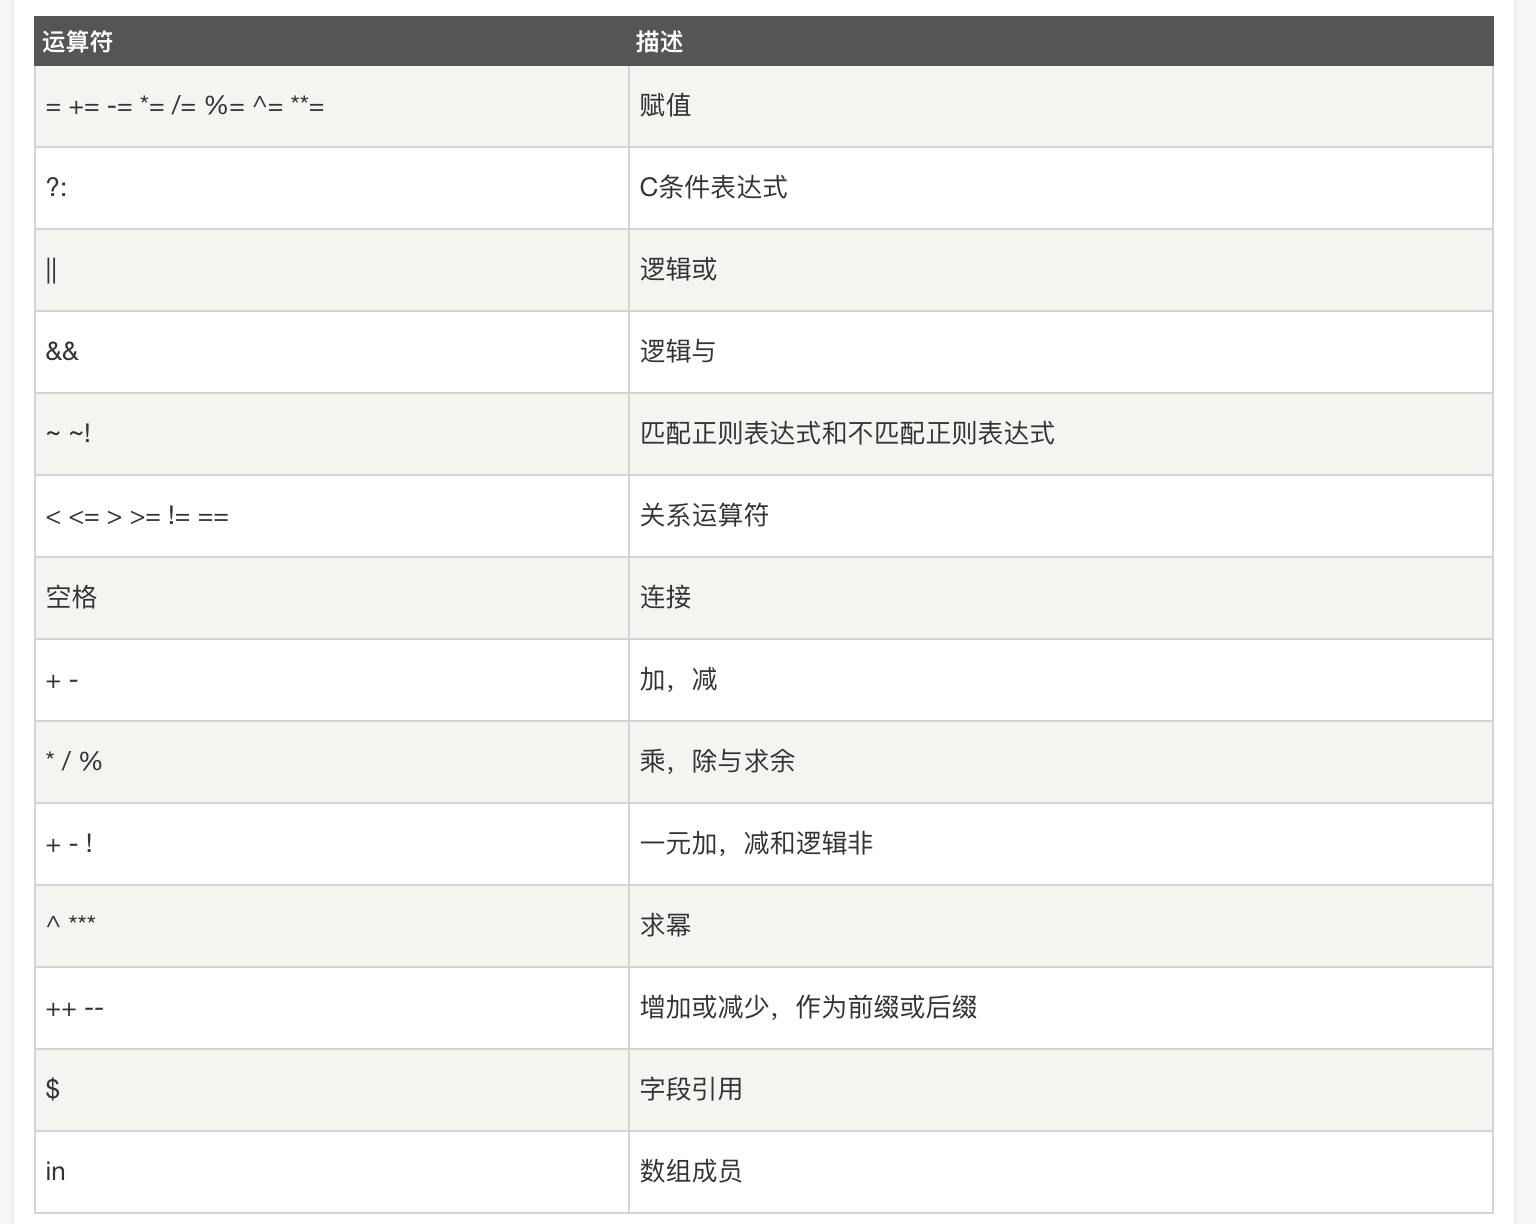 运算符 描述
= += -= *= /= %= ^= **= 赋值
?: C条件表达式
|| 逻辑或
&& 逻辑与
~ ~! 匹配正则表达式和不匹配正则表达式
< <= > >= != == 关系运算符
空格 连接
+ - 加，减
* / % 乘，除与求余
+ - ! 一元加，减和逻辑非
^ *** 求幂
++ -- 增加或减少，作为前缀或后缀
$ 字段引用
in 数组成员